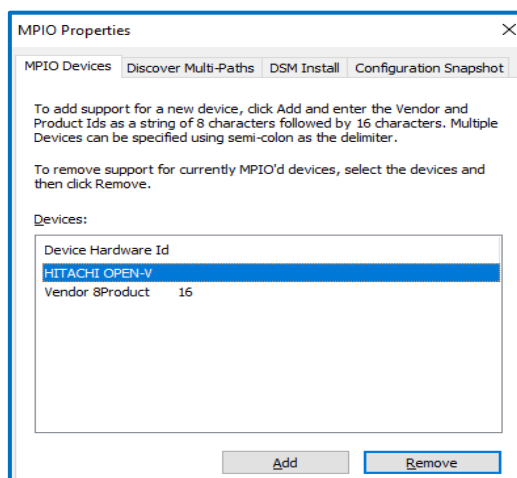 MPIO Properties
MPIO Devices Discover Multi-Paths DSM Install Configuration Snapshot
To add support for a new device, click Add and enter the Vendor and
Product Ids as a string of 8 characters followed by 16 characters. Multiple
Devices can be specified using semi-colon as the delimiter.
To remove support for currently MPIO'd devices, select the devices and
then click Remove.
Devices:
Device Hardware Id
HITACHI OPEN-V
Vendor 8Product 16
Add Remove